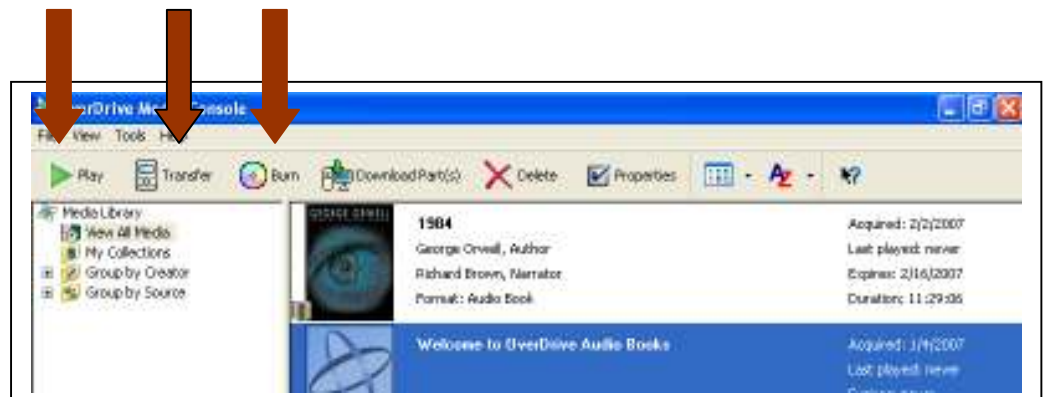 OverDrive Media Console
File View Tools Help
Play Transfer Burn Download Part(s) Delete Properties
Media Library
View All Media
My Collections
Group by Creator
Group by Source
GEORGE ORWELL
1984
George Orwell, Author
Richard Brown, Narrator
Format: Audio Book
Acquired: 2/2/2007
Last played: never
Expires: 2/16/2007
Duration: 11:29:06
Welcome to OverDrive Audio Books
Acquired: 1/4/2007
Last played: never